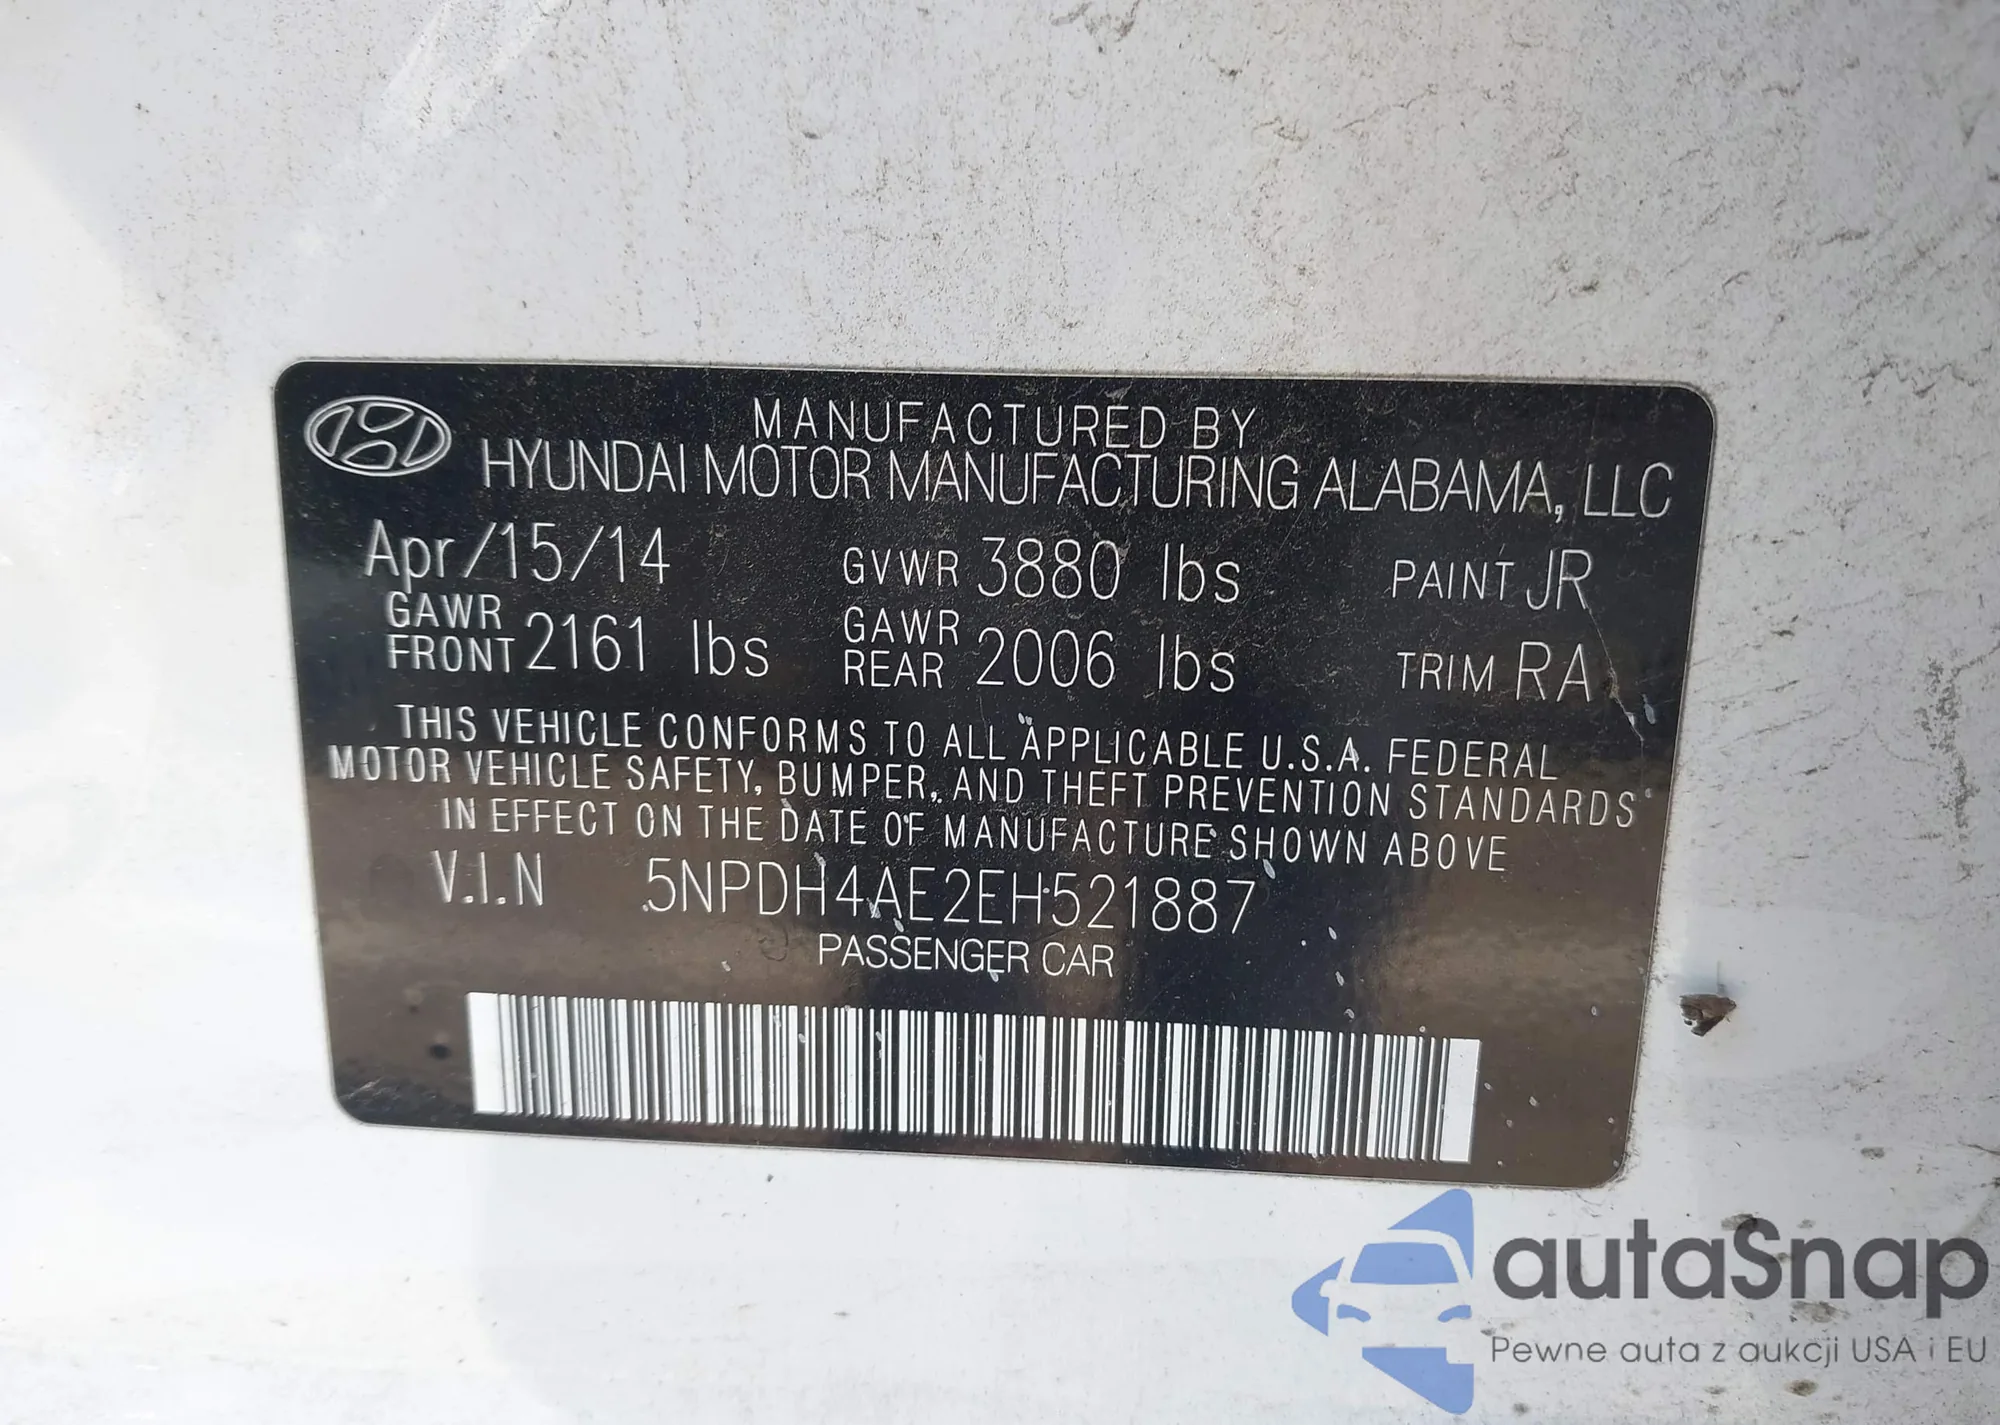 MANUFACTURED BY
HYUNDAI MOTOR MANUFACTURING ALABAMA, LLC
Apr/15/14 GVWR 3880 lbs PAINT JR
GAWR FRONT 2161 lbs GAWR REAR 2006 lbs TRIM RA
THIS VEHICLE CONFORMS TO ALL APPLICABLE U.S.A. FEDERAL
MOTOR VEHICLE SAFETY, BUMPER, AND THEFT PREVENTION STANDARDS
IN EFFECT ON THE DATE OF MANUFACTURE SHOWN ABOVE
V.I.N 5NPDH4AE2EH521887
PASSENGER CAR
autaSnap
Pewne auta z aukcji USA i EU